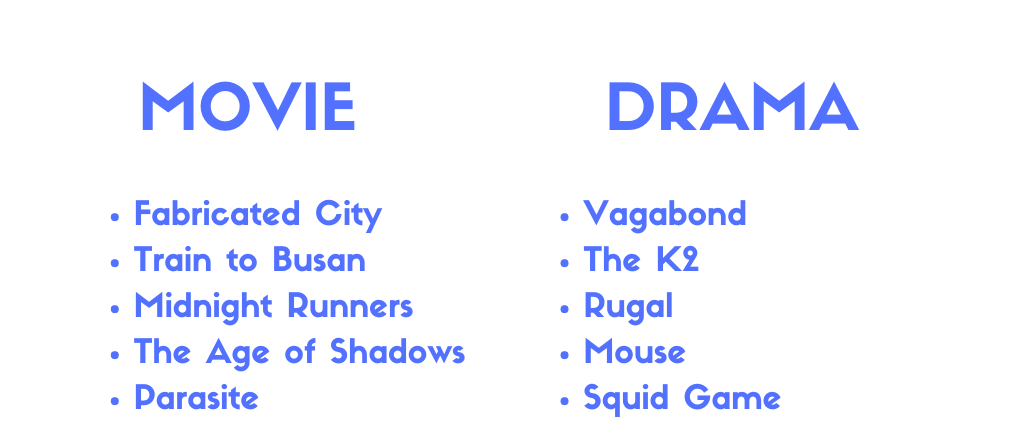 MOVIE
• Fabricated City
• Train to Busan
• Midnight Runners
• The Age of Shadows
• Parasite
DRAMA
• Vagabond
• The K2
• Rugal
• Mouse
• Squid Game